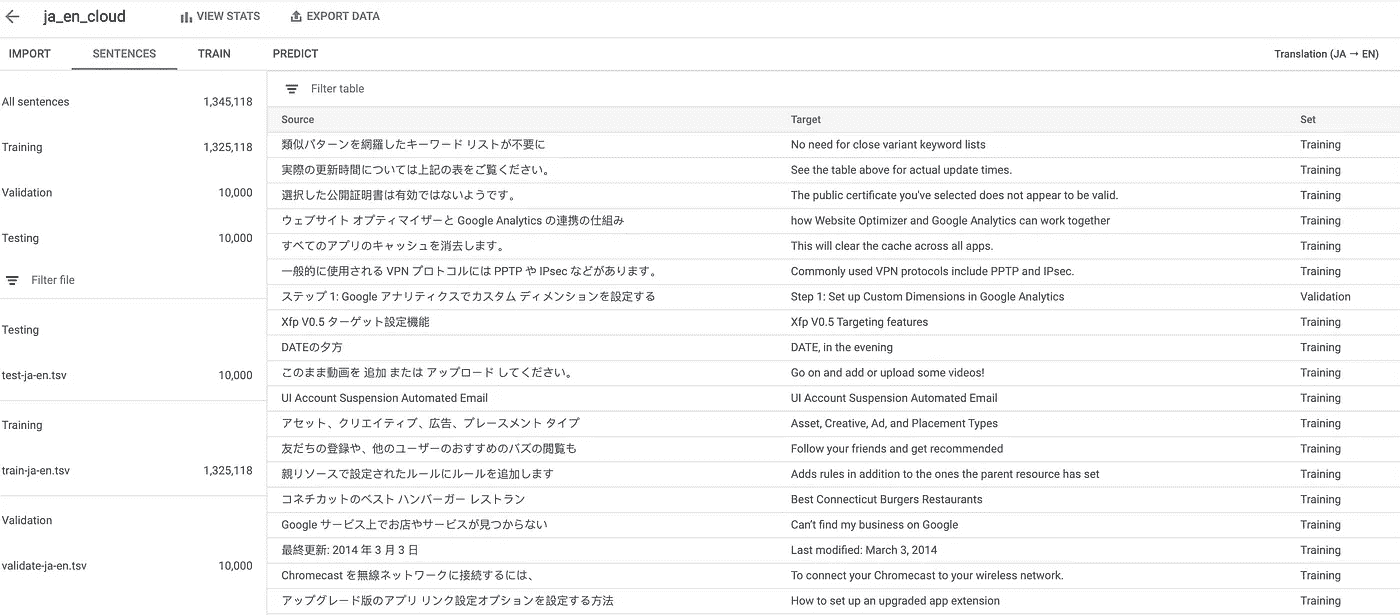 ja_en_cloud VIEW STATS EXPORT DATA
IMPORT SENTENCES TRAIN PREDICT Translation (JA → EN)
All sentences 1,345,118
Training 1,325,118
Validation 10,000
Testing 10,000
Filter file
Testing
test-ja-en.tsv 10,000
Training
train-ja-en.tsv 1,325,118
Validation
validate-ja-en.tsv 10,000
Filter table
Source Target Set
類似パターンを網羅したキーワード リストが不要に No need for close variant keyword lists Training
実際の更新時間については上記の表をご覧ください。 See the table above for actual update times. Training
選択した公開証明書は有効ではないようです。 The public certificate you've selected does not appear to be valid. Training
ウェブサイト オプティマイザーと Google Analytics の連携の仕組み how Website Optimizer and Google Analytics can work together Training
すべてのアプリのキャッシュを消去します。 This will clear the cache across all apps. Training
一般的に使用される VPN プロトコルには PPTP や IPsec などがあります。 Commonly used VPN protocols include PPTP and IPsec. Training
ステップ 1: Google アナリティクスでカスタム ディメンションを設定する Step 1: Set up Custom Dimensions in Google Analytics Validation
Xfp V0.5 ターゲット設定機能 Xfp V0.5 Targeting features Training
DATEの夕方 DATE, in the evening Training
このまま動画を 追加 または アップロード してください。 Go on and add or upload some videos! Training
UI Account Suspension Automated Email UI Account Suspension Automated Email Training
アセット、クリエイティブ、広告、プレースメント タイプ Asset, Creative, Ad, and Placement Types Training
友だちの登録や、他のユーザーのおすすめのバズの閲覧も Follow your friends and get recommended Training
親リソースで設定されたルールにルールを追加します Adds rules in addition to the ones the parent resource has set Training
コネチカットのベスト ハンバーガー レストラン Best Connecticut Burgers Restaurants Training
Google サービス上でお店やサービスが見つからない Can't find my business on Google Training
最終更新: 2014 年 3 月 3 日 Last modified: March 3, 2014 Training
Chromecast を無線ネットワークに接続するには、 To connect your Chromecast to your wireless network. Training
アップグレード版のアプリ リンク設定オプションを設定する方法 How to set up an upgraded app extension Training